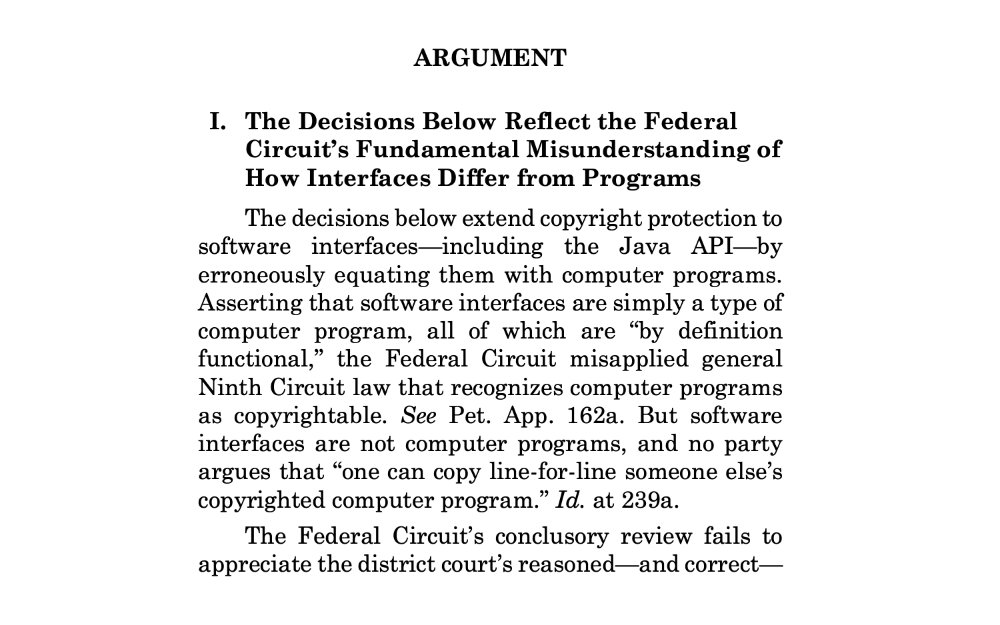 ARGUMENT
I. The Decisions Below Reflect the Federal
Circuit’s Fundamental Misunderstanding of
How Interfaces Differ from Programs
The decisions below extend copyright protection to
software interfaces—including the Java API—by
erroneously equating them with computer programs.
Asserting that software interfaces are simply a type of
computer program, all of which are “by definition
functional,” the Federal Circuit misapplied general
Ninth Circuit law that recognizes computer programs
as copyrightable. See Pet. App. 162a. But software
interfaces are not computer programs, and no party
argues that “one can copy line-for-line someone else’s
copyrighted computer program.” Id. at 239a.
The Federal Circuit’s conclusory review fails to
appreciate the district court’s reasoned—and correct—